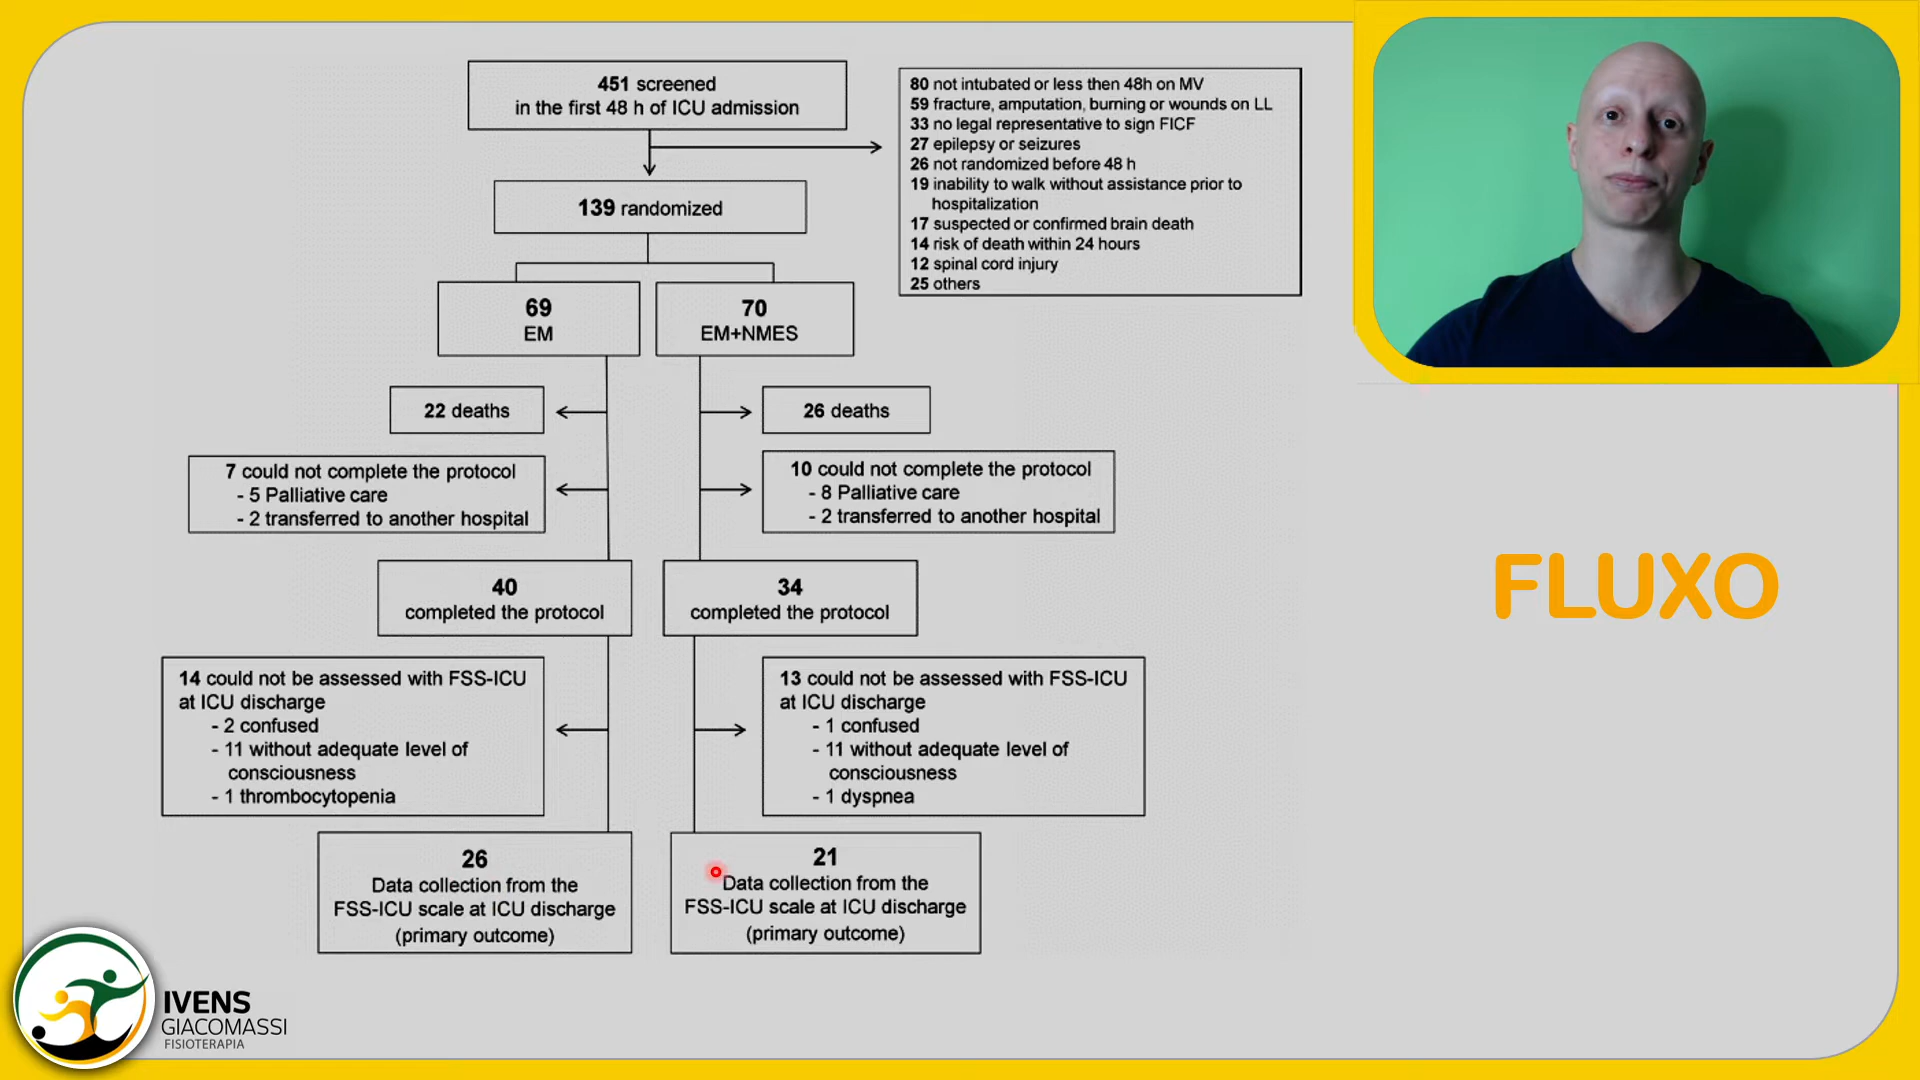 451 screened
in the first 48 h of ICU admission
80 not intubated or less then 48h on MV
59 fracture, amputation, burning or wounds on LL
33 no legal representative to sign FICF
27 epilepsy or seizures
26 not randomized before 48 h
19 inability to walk without assistance prior to
hospitalization
17 suspected or confirmed brain death
14 risk of death within 24 hours
12 spinal cord injury
25 others
139 randomized
69
EM
70
EM+NMES
22 deaths
26 deaths
7 could not complete the protocol
- 5 Palliative care
- 2 transferred to another hospital
10 could not complete the protocol
- 8 Palliative care
- 2 transferred to another hospital
40
completed the protocol
34
completed the protocol
14 could not be assessed with FSS-ICU
at ICU discharge
- 2 confused
- 11 without adequate level of
consciousness
- 1 thrombocytopenia
13 could not be assessed with FSS-ICU
at ICU discharge
- 1 confused
- 11 without adequate level of
consciousness
- 1 dyspnea
26
Data collection from the
FSS-ICU scale at ICU discharge
(primary outcome)
21
Data collection from the
FSS-ICU scale at ICU discharge
(primary outcome)
FLUXO
IVENS
GIACOMASSI
FISIOTERAPIA